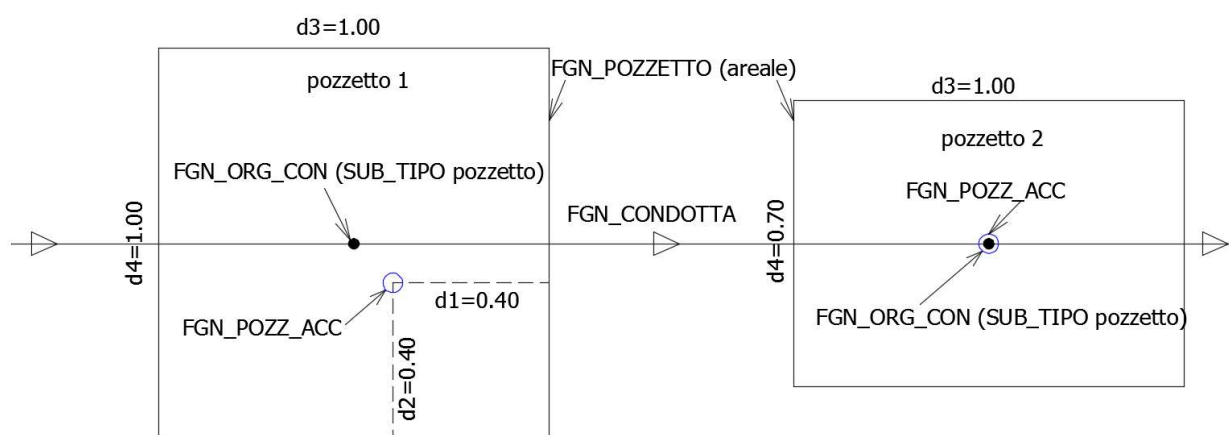 d3=1.00
pozzetto 1
FGN_POZZETTO (areale)
d3=1.00
pozzetto 2
FGN_ORG_CON (SUB_TIPO pozzetto)
FGN_POZZ_ACC
FGN_CONDOTTA
d4=1.00
d4=0.70
d1=0.40
FGN_POZZ_ACC
FGN_ORG_CON (SUB_TIPO pozzetto)
d2=0.40